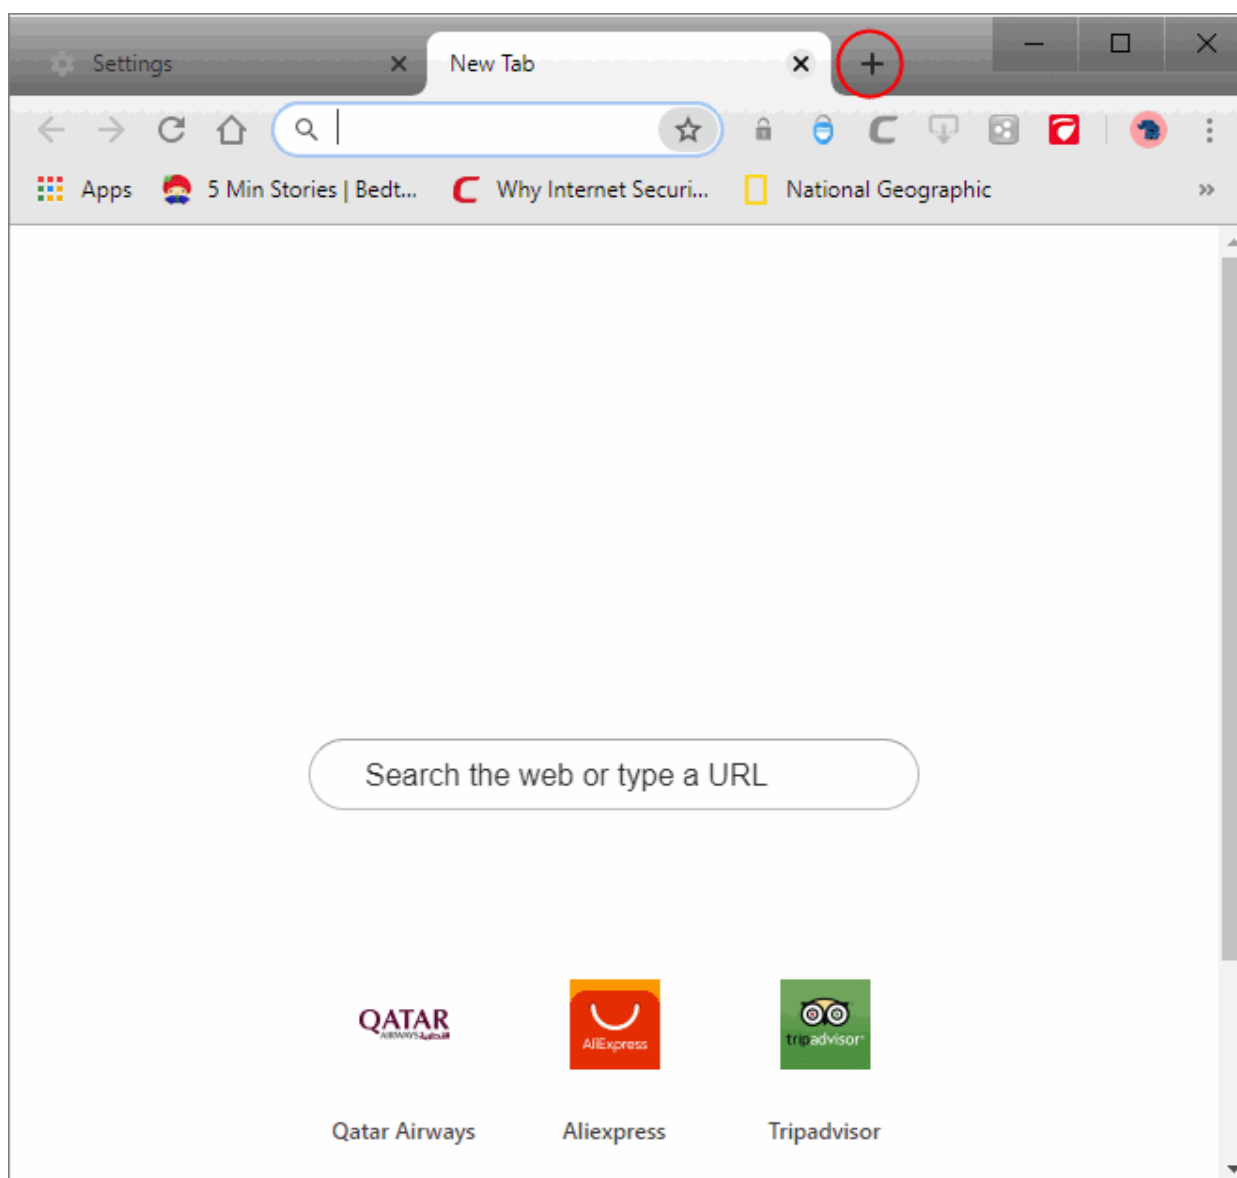 Settings New Tab
Apps 5 Min Stories | Bedt... Why Internet Securi... National Geographic
Search the web or type a URL
QATAR AliExpress tripadvisor
Qatar Airways Aliexpress Tripadvisor